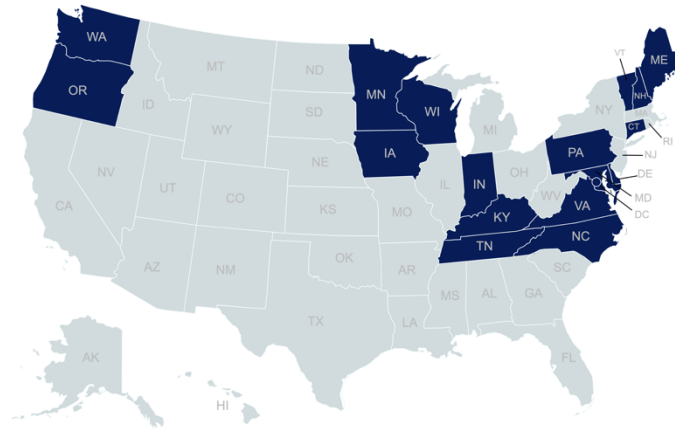 WA
OR
MT
ID
WY
ND
SD
NE
MN
WI
IA
MI
NV
UT
CO
CA
AZ
NM
KS
OK
TX
MO
AR
LA
IL
IN
OH
KY
TN
MS
AL
GA
FL
SC
NC
VA
WV
PA
NY
VT
NH
ME
MA
CT
RI
NJ
DE
MD
DC
AK
HI